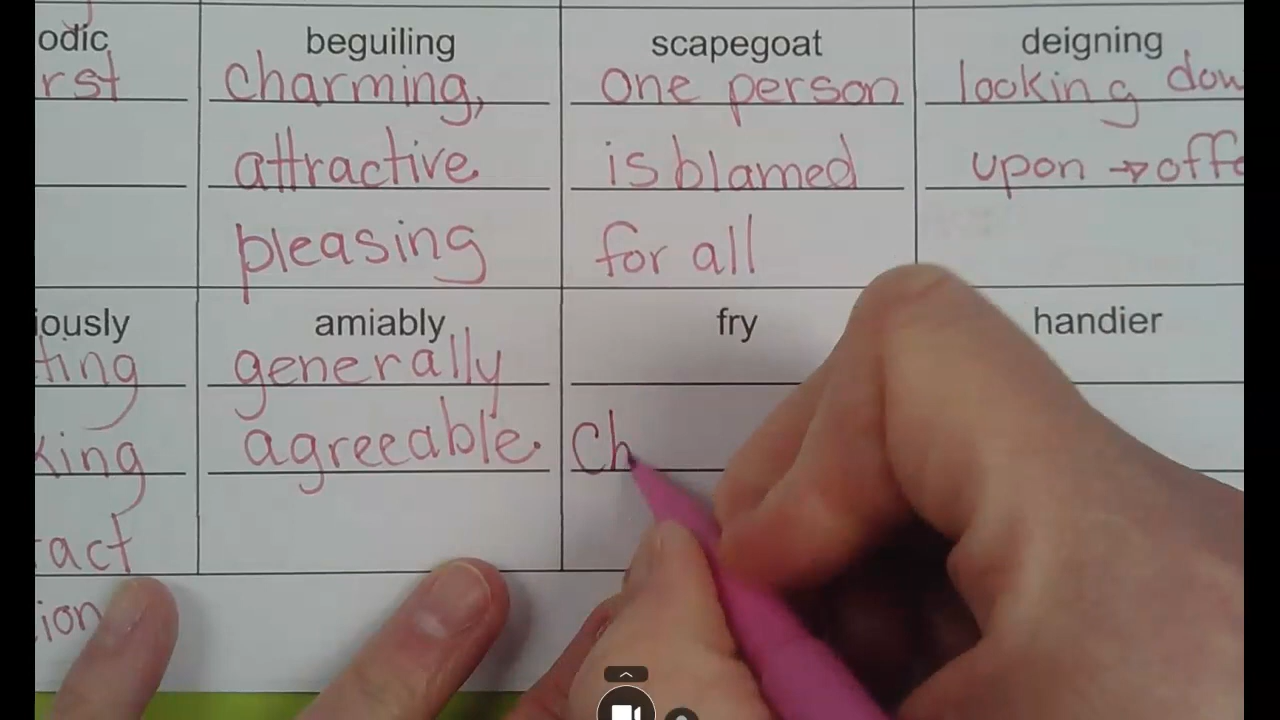 odic beguiling scapegoat deigning
rst charming, one person looking dow
attractive is blamed upon → offe
pleasing for all
iously amiably fry handier
ting generally
king agreeable. Ch
tact
ion